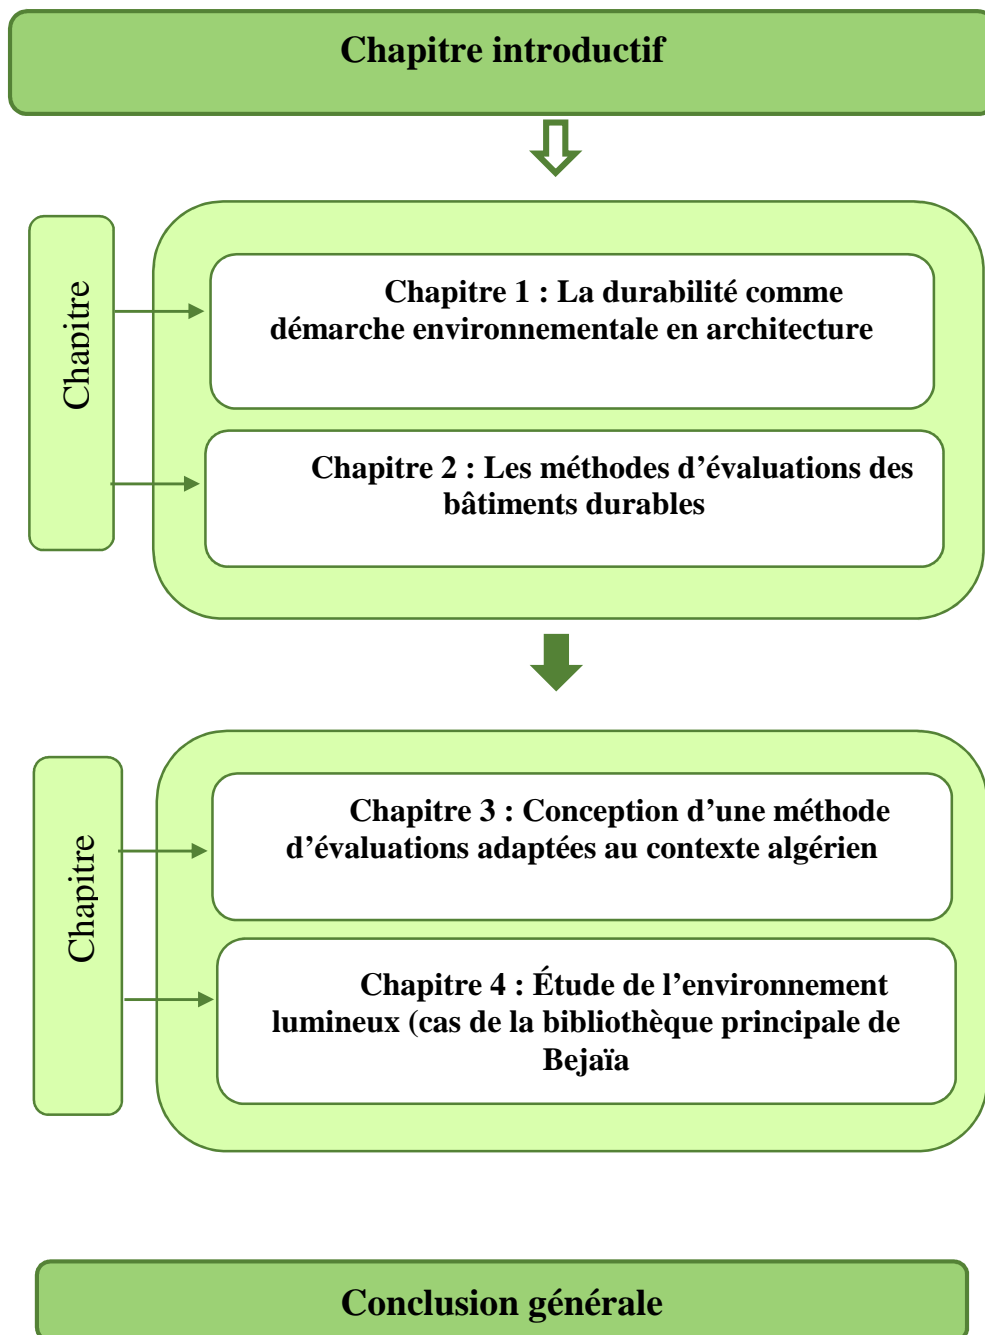 Chapitre introductif
Chapitre
Chapitre 1 : La durabilité comme
démarche environnementale en architecture
Chapitre 2 : Les méthodes d’évaluations des
bâtiments durables
Chapitre
Chapitre 3 : Conception d’une méthode
d’évaluations adaptées au contexte algérien
Chapitre 4 : Étude de l’environnement
lumineux (cas de la bibliothèque principale de
Bejaïa
Conclusion générale